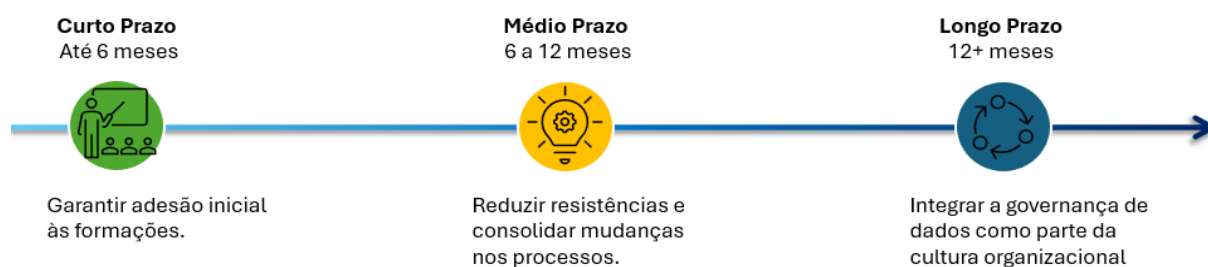 Curto Prazo
Até 6 meses
Garantir adesão inicial
às formações.
Médio Prazo
6 a 12 meses
Reduzir resistências e
consolidar mudanças
nos processos.
Longo Prazo
12+ meses
Integrar a governança de
dados como parte da
cultura organizacional